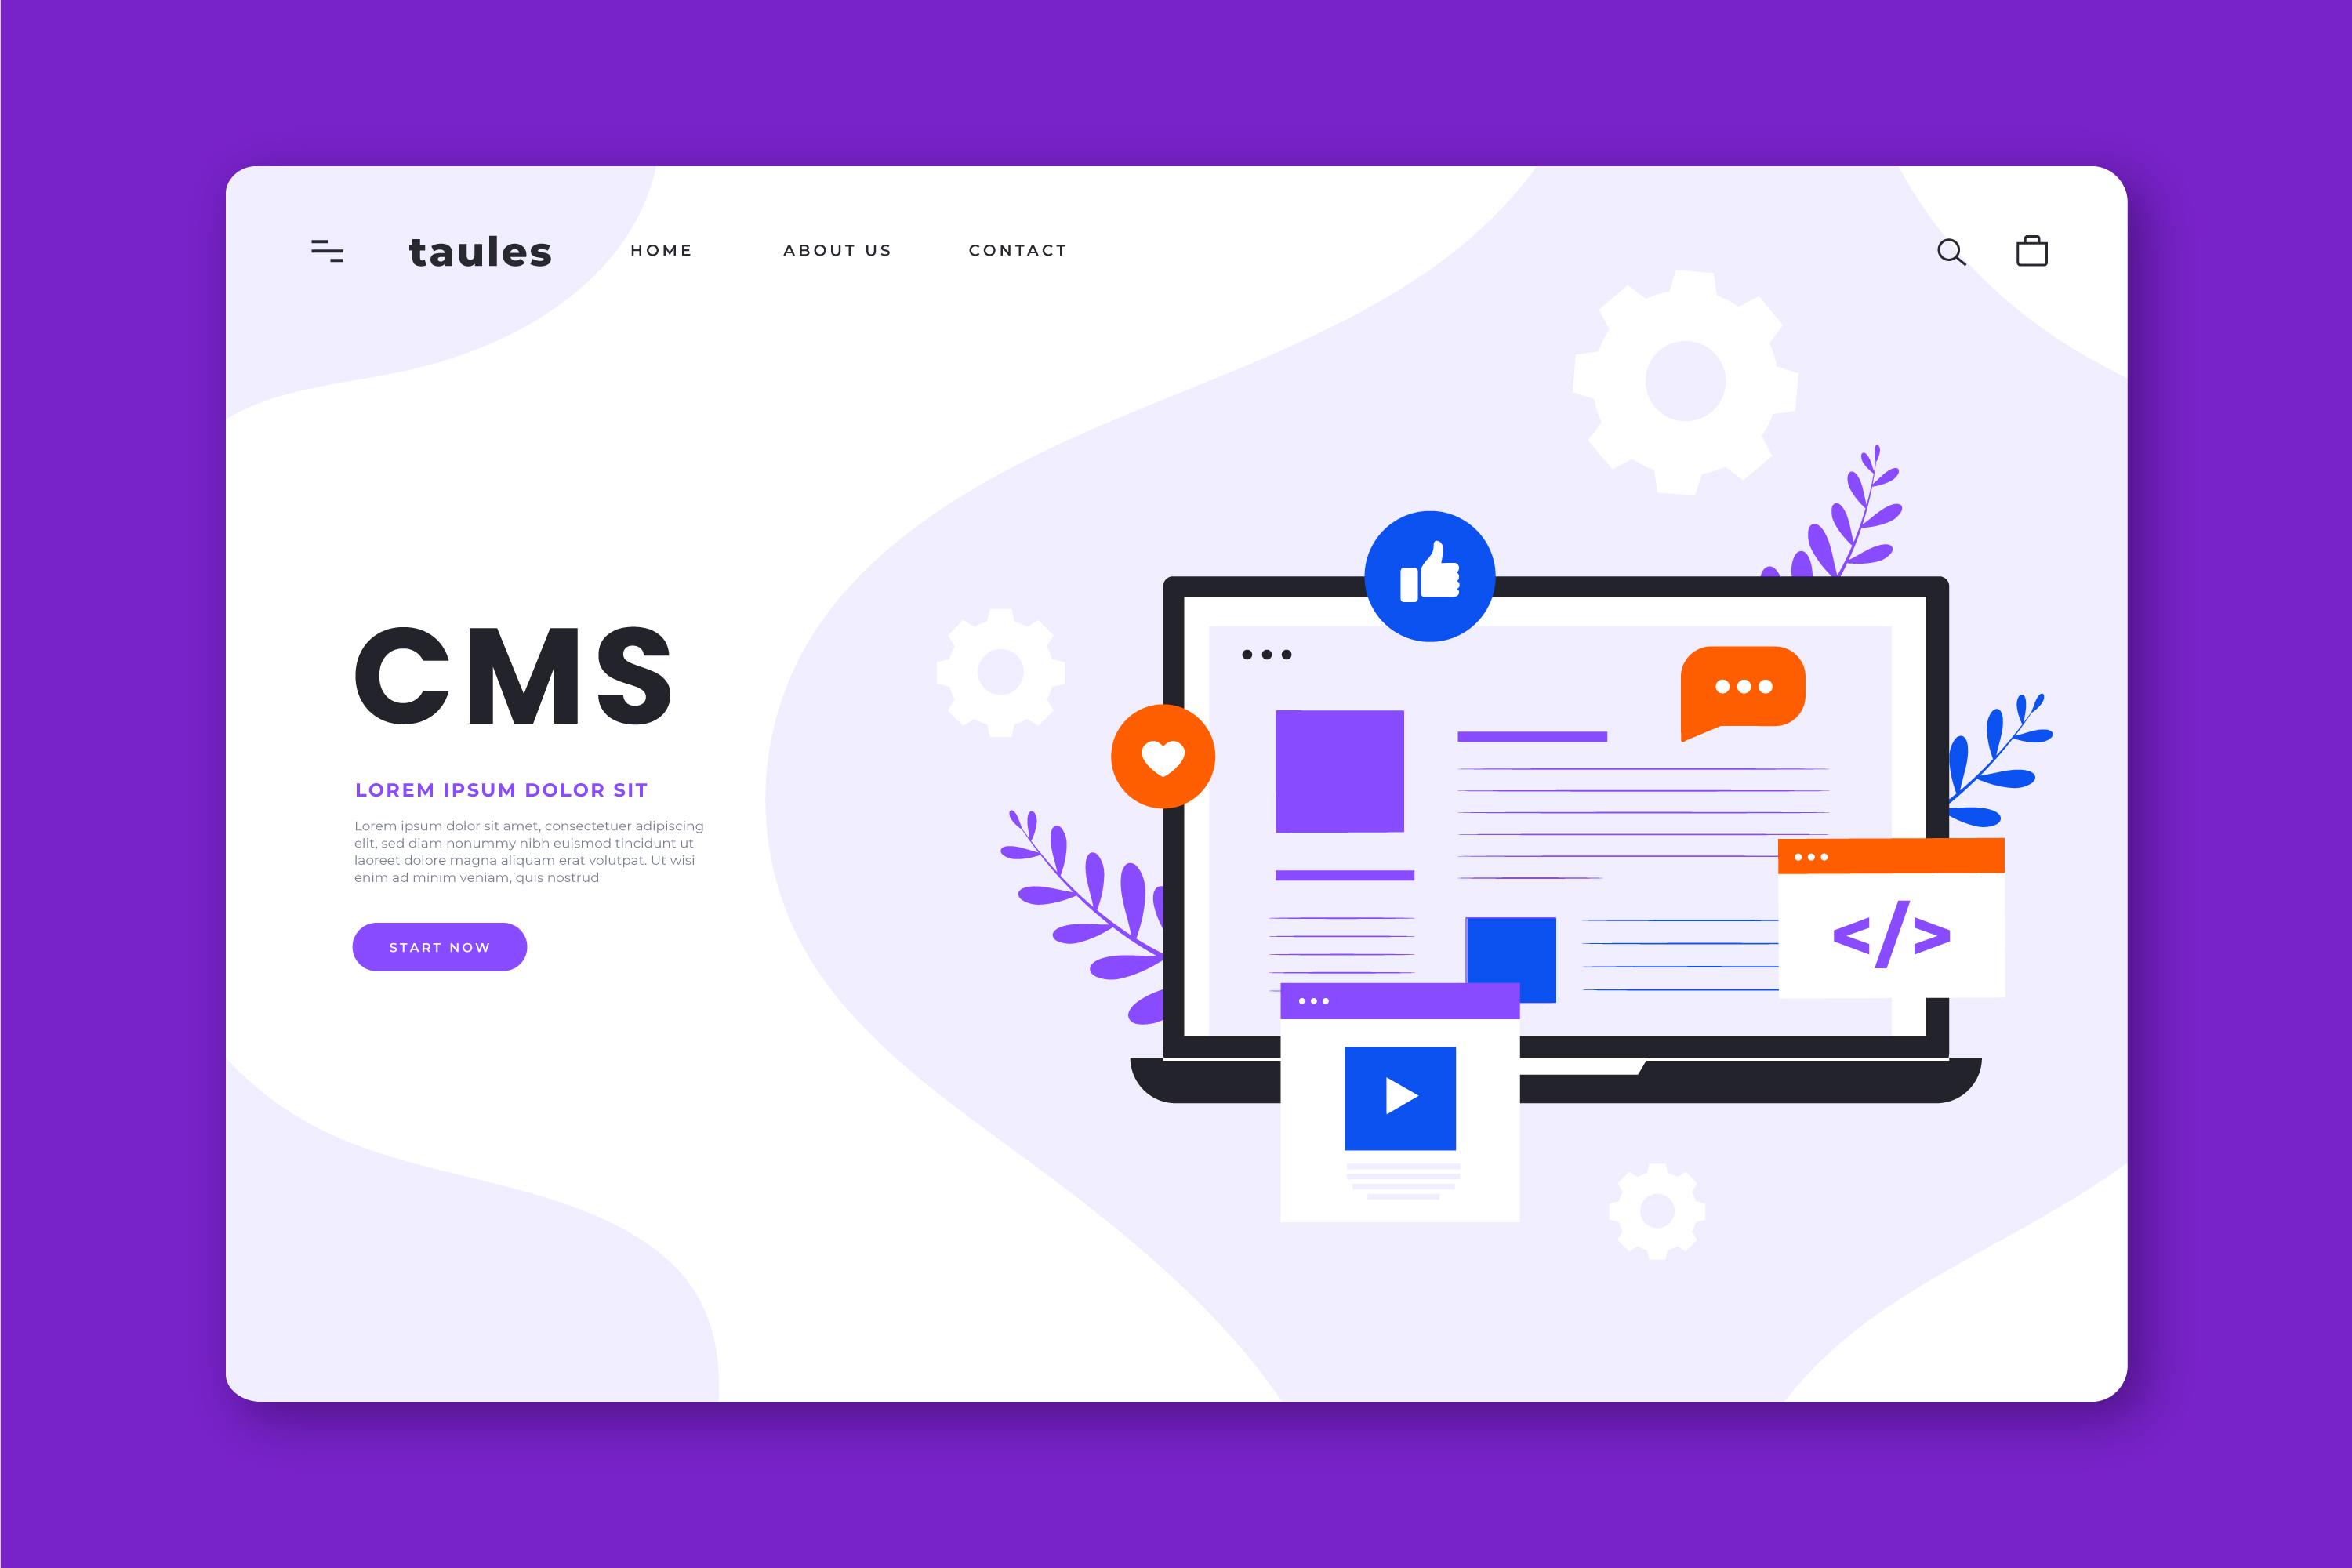 taules
HOME
ABOUT US
CONTACT
CMS
LOREM IPSUM DOLOR SIT
Lorem ipsum dolor sit amet, consectetuer adipiscing
elit, sed diam nonummy nibh euismod tincidunt ut
laoreet dolore magna aliquam erat volutpat. Ut wisi
enim ad minim veniam, quis nostrud
START NOW
</>